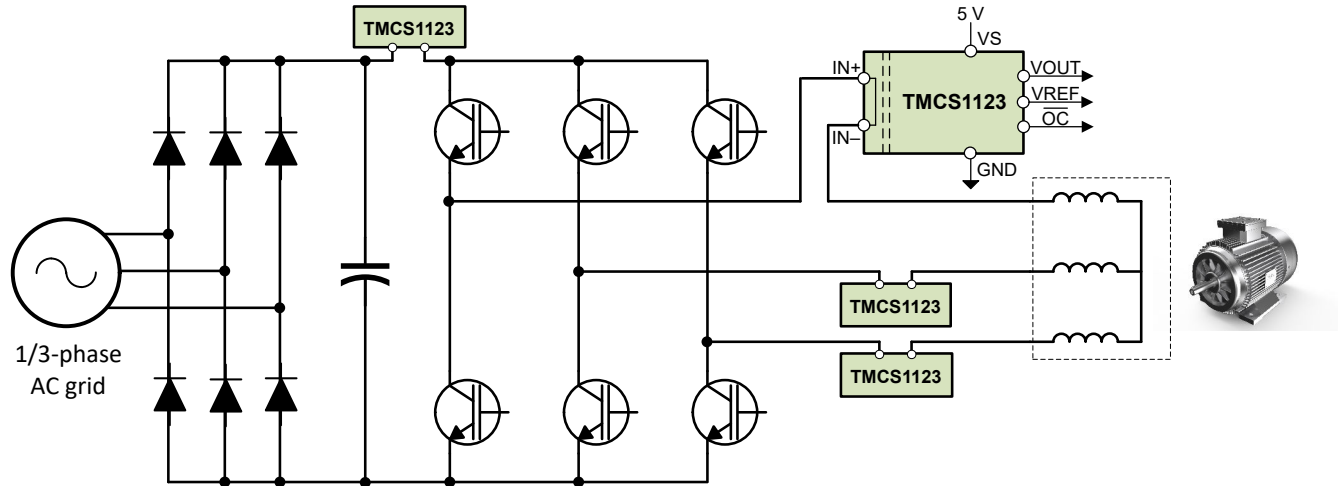 TMCS1123
5 V
VS
IN+
TMCS1123
VOUT
VREF
OC
IN–
GND
TMCS1123
TMCS1123
1/3-phase
AC grid